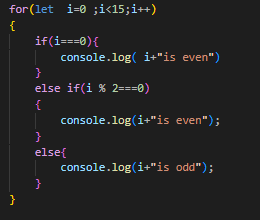 for(let  i=0 ;i<15;i++)
{
    if(i===0){
        console.log( i+"is even")
    }
    else if(i % 2===0)
    {
        console.log(i+"is even");
    }
    else{
        console.log(i+"is odd");
    }
}